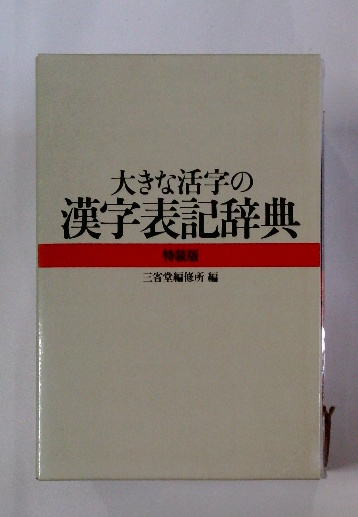 大きな活字の
漢字表記辞典
特装版
三省堂編修所 編